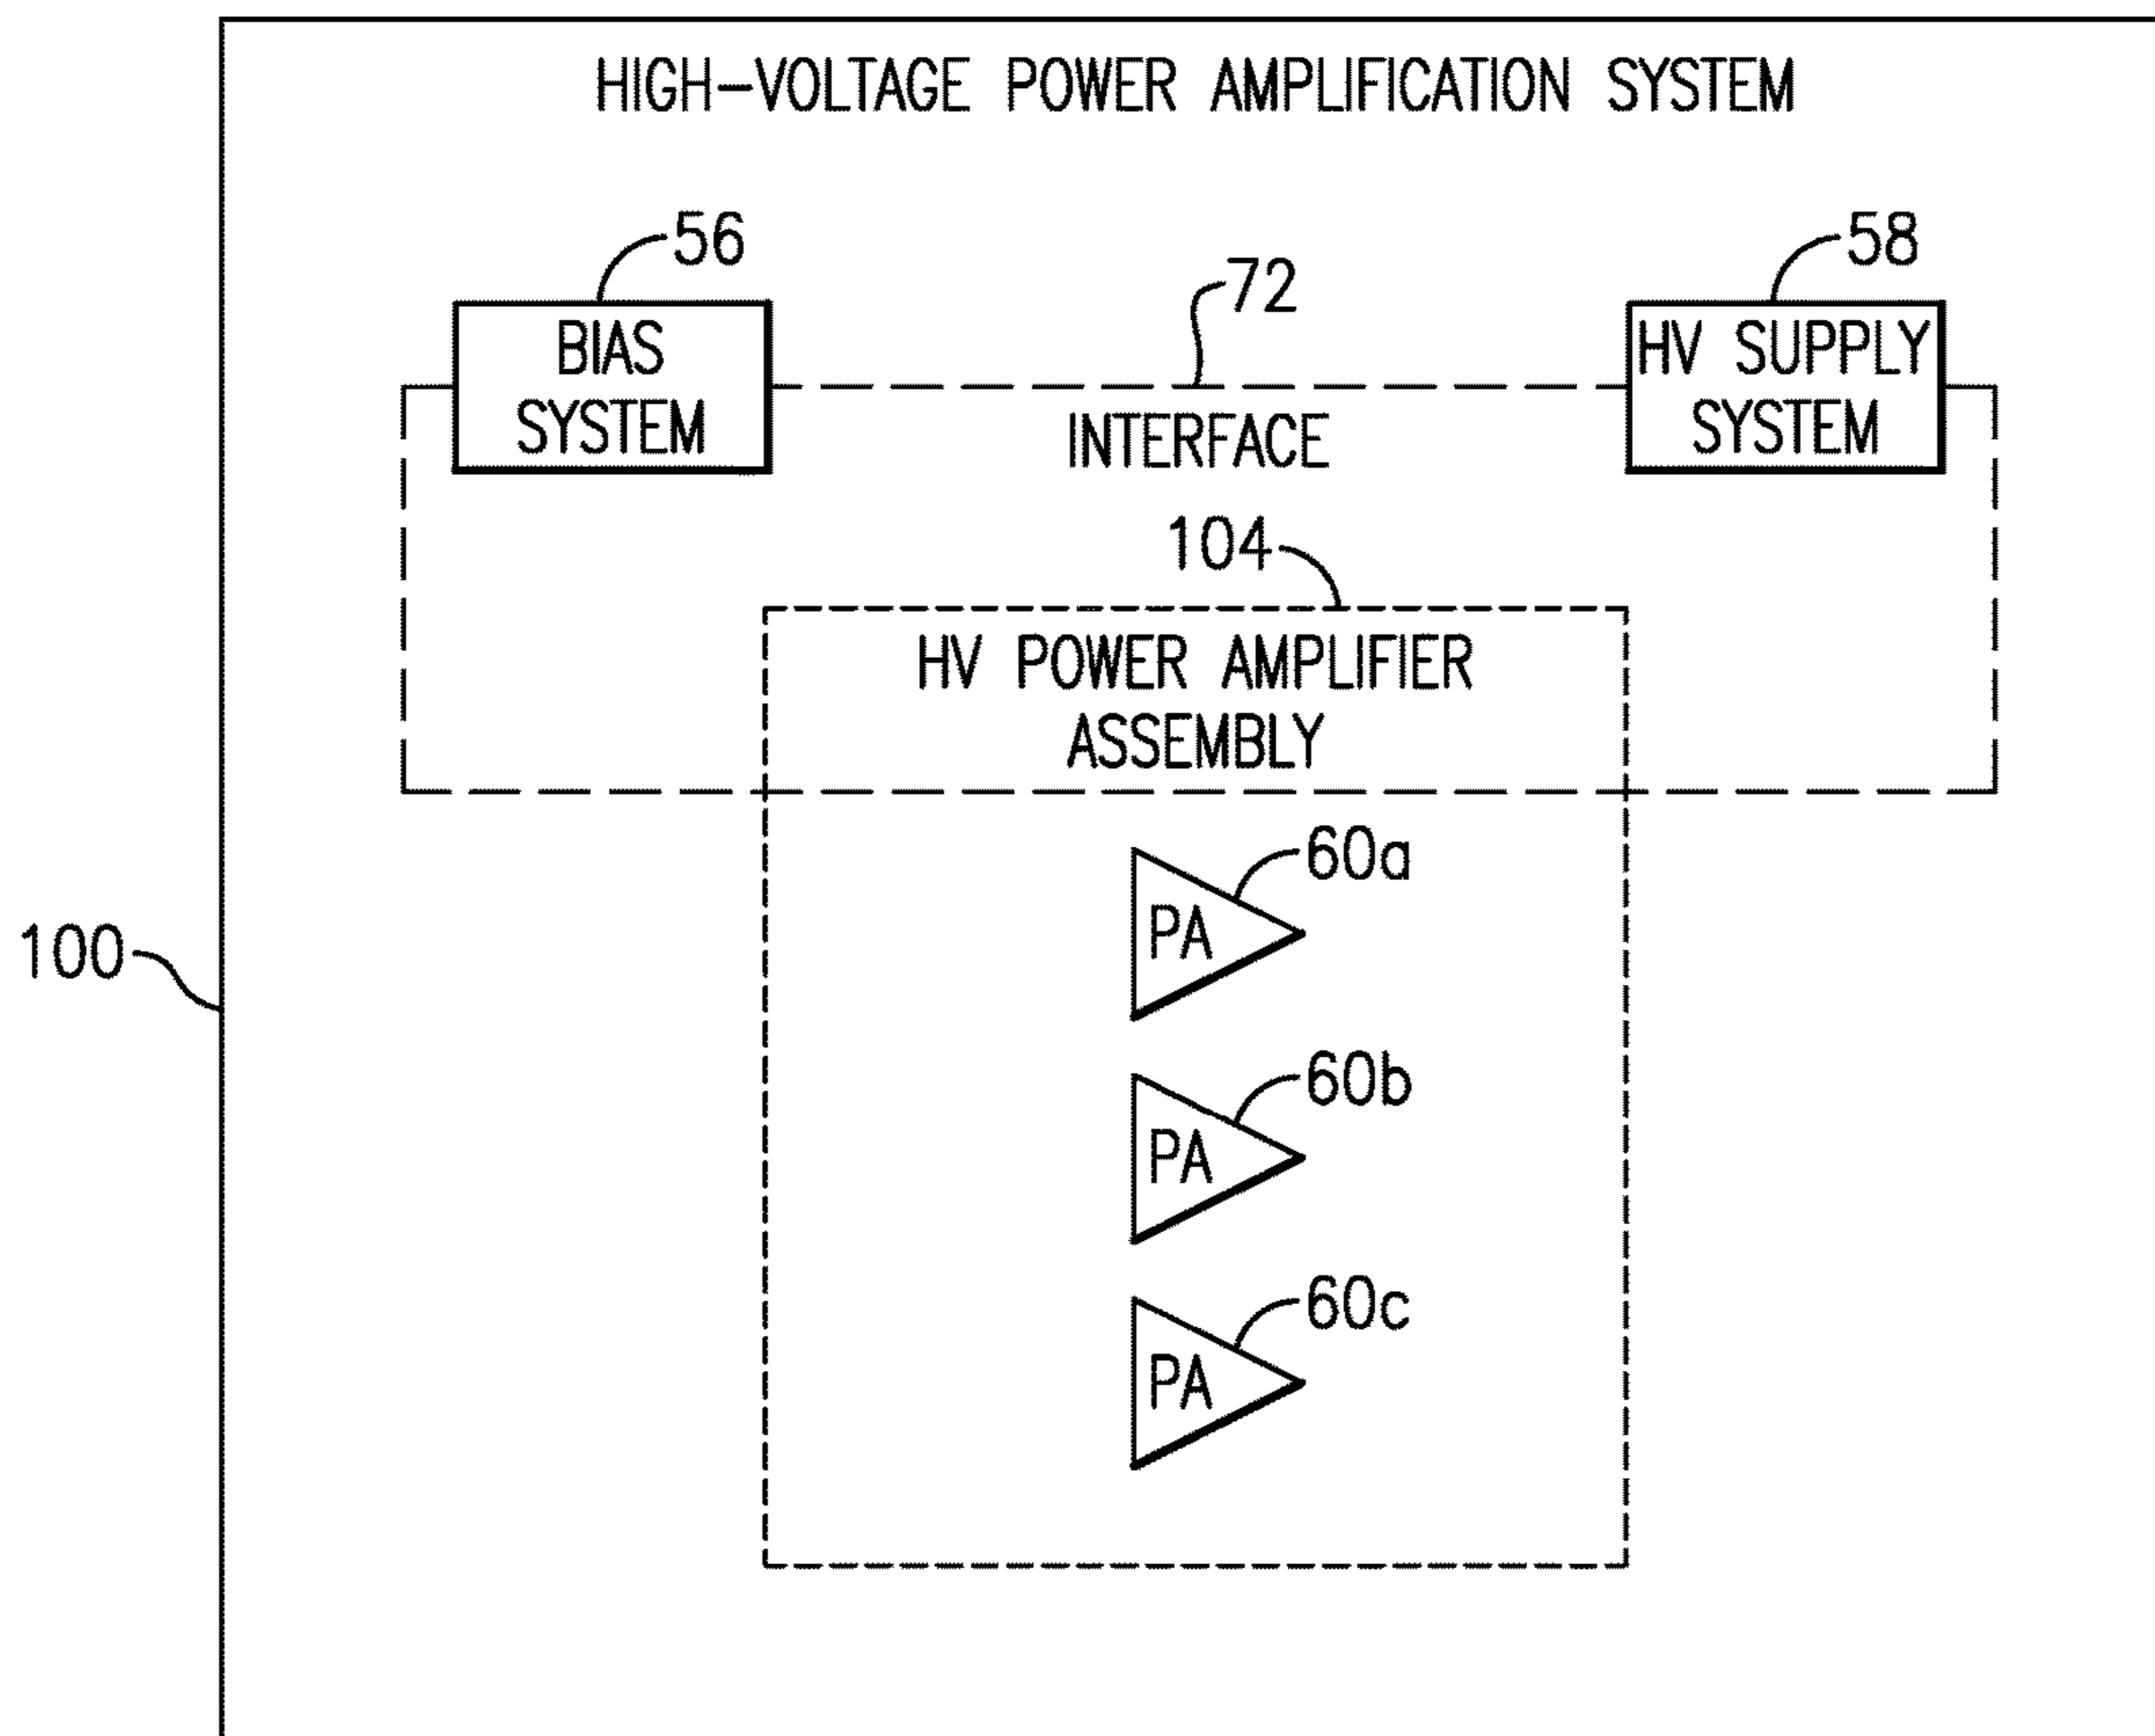 HIGH-VOLTAGE POWER AMPLIFICATION SYSTEM
56
72
58
BIAS
SYSTEM
HV SUPPLY
SYSTEM
INTERFACE
104
HV POWER AMPLIFIER
ASSEMBLY
60a
PA
100
60b
PA
60c
PA